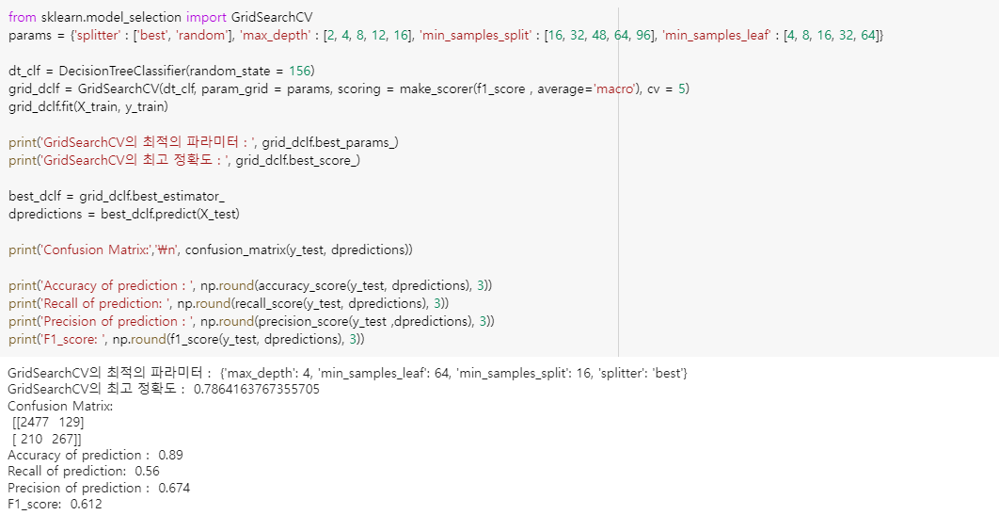 from sklearn.model_selection import GridSearchCV
params = {'splitter' : ['best', 'random'], 'max_depth' : [2, 4, 8, 12, 16], 'min_samples_split' : [16, 32, 48, 64, 96], 'min_samples_leaf' : [4, 8, 16, 32, 64]}
dt_clf = DecisionTreeClassifier(random_state = 156)
grid_dclf = GridSearchCV(dt_clf, param_grid = params, scoring = make_scorer(f1_score , average='macro'), cv = 5)
grid_dclf.fit(X_train, y_train)
print('GridSearchCV의 최적의 파라미터 : ', grid_dclf.best_params_)
print('GridSearchCV의 최고 정확도 : ', grid_dclf.best_score_)
best_dclf = grid_dclf.best_estimator_
dpredictions = best_dclf.predict(X_test)
print('Confusion Matrix:','₩n', confusion_matrix(y_test, dpredictions))
print('Accuracy of prediction : ', np.round(accuracy_score(y_test, dpredictions), 3))
print('Recall of prediction: ', np.round(recall_score(y_test, dpredictions), 3))
print('Precision of prediction : ', np.round(precision_score(y_test ,dpredictions), 3))
print('F1_score: ', np.round(f1_score(y_test, dpredictions), 3))
GridSearchCV의 최적의 파라미터 :  {'max_depth': 4, 'min_samples_leaf': 64, 'min_samples_split': 16, 'splitter': 'best'}
GridSearchCV의 최고 정확도 :  0.7864163767355705
Confusion Matrix:
[[2477  129]
[ 210  267]]
Accuracy of prediction :  0.89
Recall of prediction:  0.56
Precision of prediction :  0.674
F1_score:  0.612